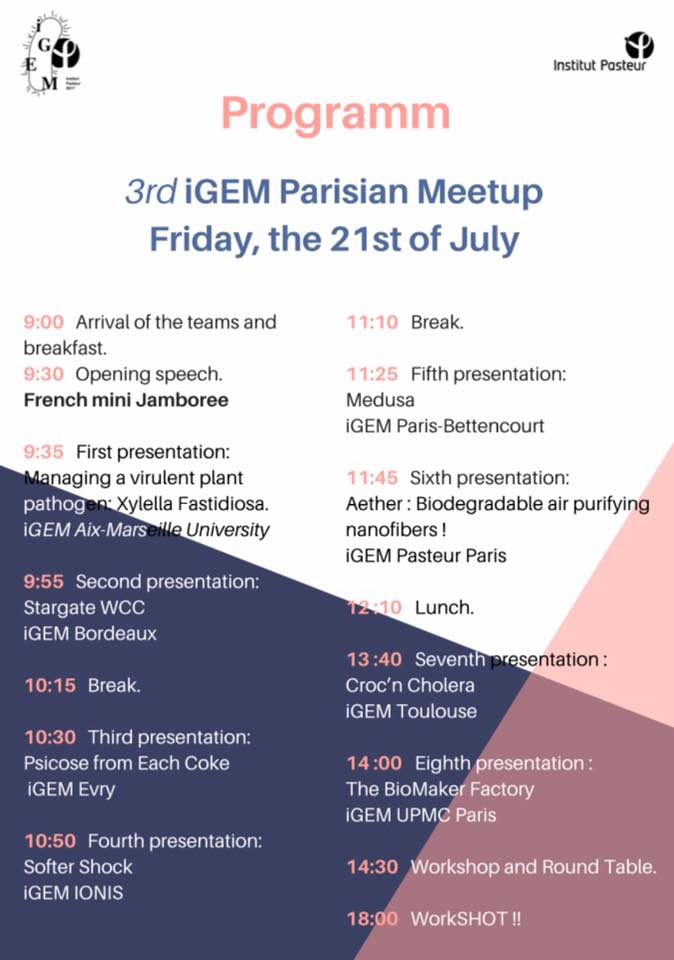 iGEM
Institut
Pasteur
2017
Institut Pasteur
Programm
3rd iGEM Parisian Meetup
Friday, the 21st of July
9:00 Arrival of the teams and
breakfast.
9:30 Opening speech.
French mini Jamboree
9:35 First presentation:
Managing a virulent plant
pathogen: Xylella Fastidiosa.
iGEM Aix-Marseille University
9:55 Second presentation:
Stargate WCC
iGEM Bordeaux
10:15 Break.
10:30 Third presentation:
Psicose from Each Coke
iGEM Evry
10:50 Fourth presentation:
Softer Shock
iGEM IONIS
11:10 Break.
11:25 Fifth presentation:
Medusa
iGEM Paris-Bettencourt
11:45 Sixth presentation:
Aether : Biodegradable air purifying
nanofibers !
iGEM Pasteur Paris
12:10 Lunch.
13:40 Seventh presentation :
Croc’n Cholera
iGEM Toulouse
14:00 Eighth presentation :
The BioMaker Factory
iGEM UPMC Paris
14:30 Workshop and Round Table.
18:00 WorkSHOT !!